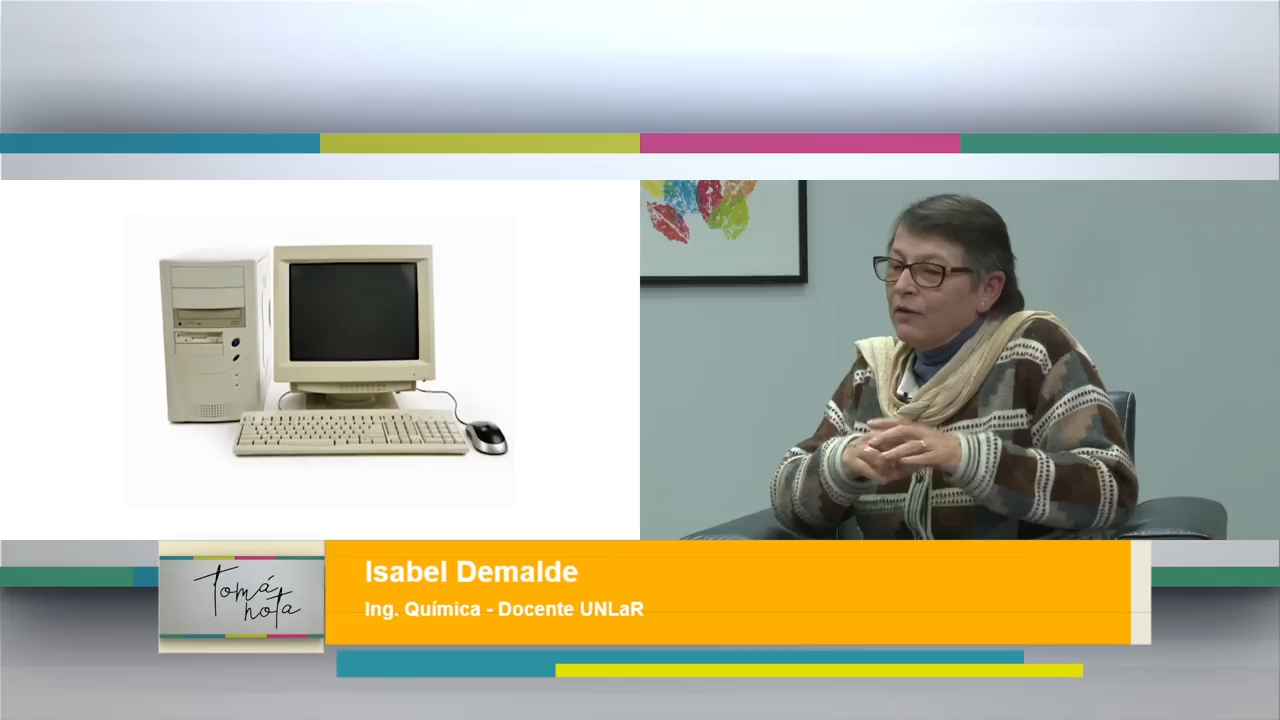 Isabel Demalde
Ing. Química - Docente UNLaR
Tomá
nota